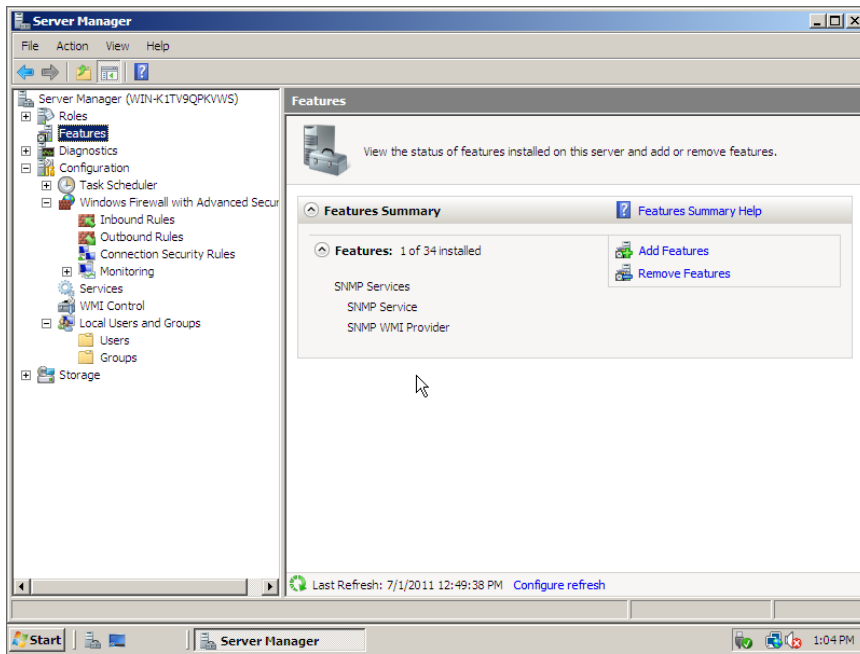 Server Manager
File Action View Help
Server Manager (WIN-K1TV9QPKVWS)
Roles
Features
Diagnostics
Configuration
Task Scheduler
Windows Firewall with Advanced Secur
Inbound Rules
Outbound Rules
Connection Security Rules
Monitoring
Services
WMI Control
Local Users and Groups
Users
Groups
Storage
Features
View the status of features installed on this server and add or remove features.
Features Summary
Features Summary Help
Features: 1 of 34 installed
Add Features
Remove Features
SNMP Services
SNMP Service
SNMP WMI Provider
Last Refresh: 7/1/2011 12:49:38 PM Configure refresh
Start Server Manager 1:04 PM